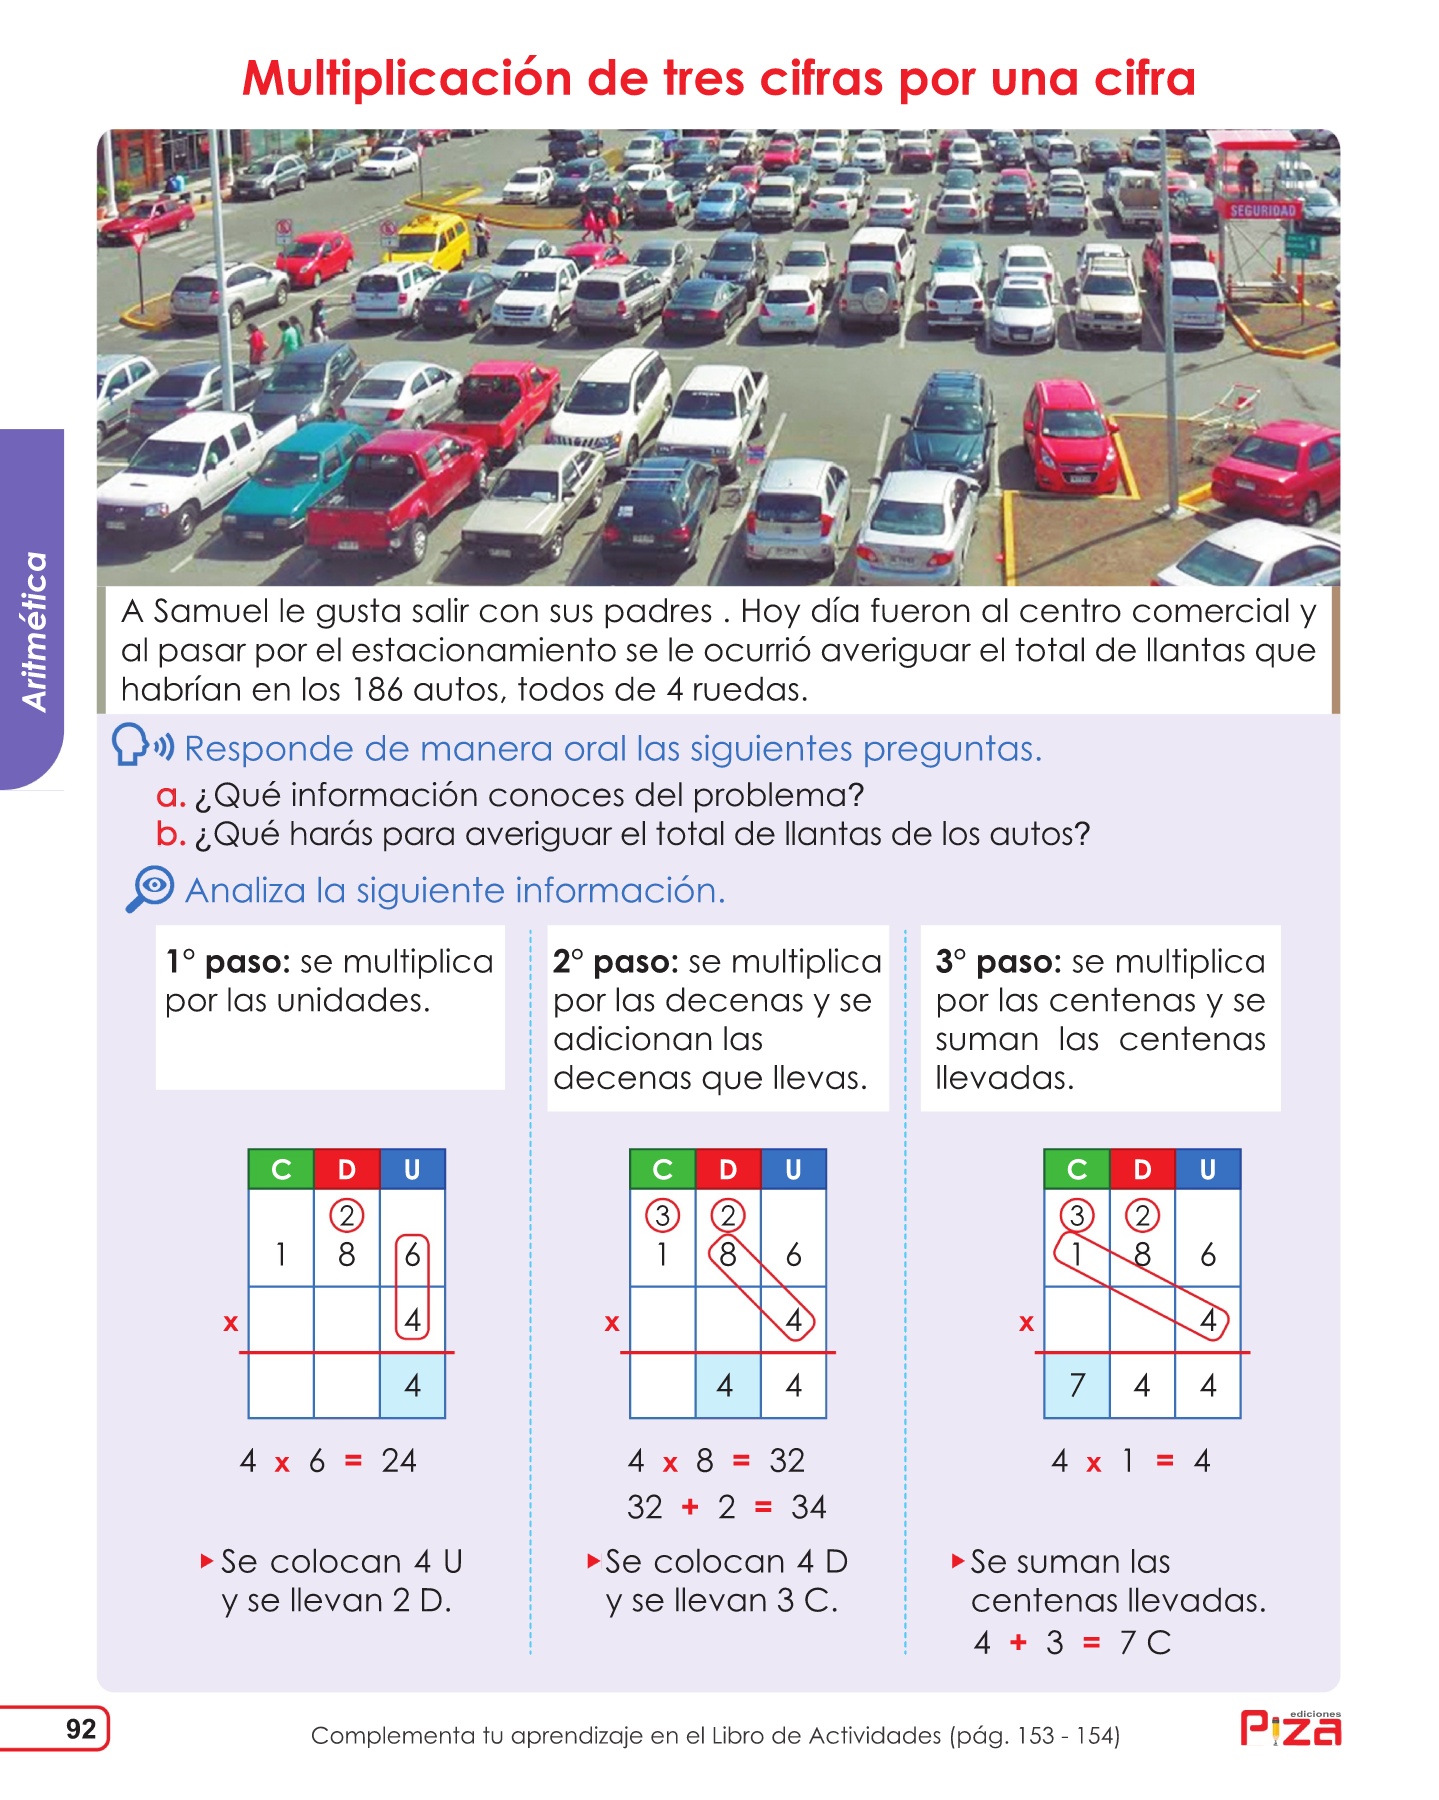 Multiplicación de tres cifras por una cifra
SEGURIDAD
Aritmética
A Samuel le gusta salir con sus padres . Hoy día fueron al centro comercial y
al pasar por el estacionamiento se le ocurrió averiguar el total de llantas que
habrían en los 186 autos, todos de 4 ruedas.
Responde de manera oral las siguientes preguntas.
a. ¿Qué información conoces del problema?
b. ¿Qué harás para averiguar el total de llantas de los autos?
Analiza la siguiente información.
1° paso: se multiplica
por las unidades.
C D U
2
1 8 6
x 4
4
4 x 6 = 24
▸ Se colocan 4 U
y se llevan 2 D.
2° paso: se multiplica
por las decenas y se
adicionan las
decenas que llevas.
C D U
3 2
1 8 6
x 4
4 4
4 x 8 = 32
32 + 2 = 34
▸ Se colocan 4 D
y se llevan 3 C.
3° paso: se multiplica
por las centenas y se
suman las centenas
llevadas.
C D U
3 2
1 8 6
x 4
7 4 4
4 x 1 = 4
▸ Se suman las
centenas llevadas.
4 + 3 = 7 C
92
Complementa tu aprendizaje en el Libro de Actividades (pág. 153 - 154)
ediciones
Piza